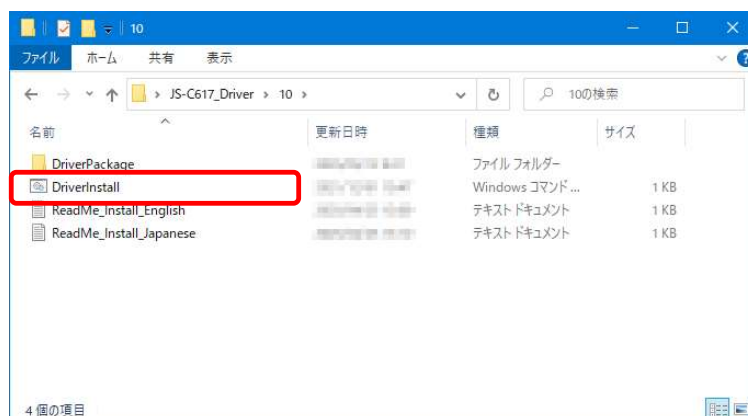 10
ファイル ホーム 共有 表示
JS-C617_Driver › 10 › 10の検索
名前 更新日時 種類 サイズ
DriverPackage ファイル フォルダー
DriverInstall Windows コマンド ... 1 KB
ReadMe_Install_English テキスト ドキュメント 1 KB
ReadMe_Install_Japanese テキスト ドキュメント 1 KB
4 個の項目